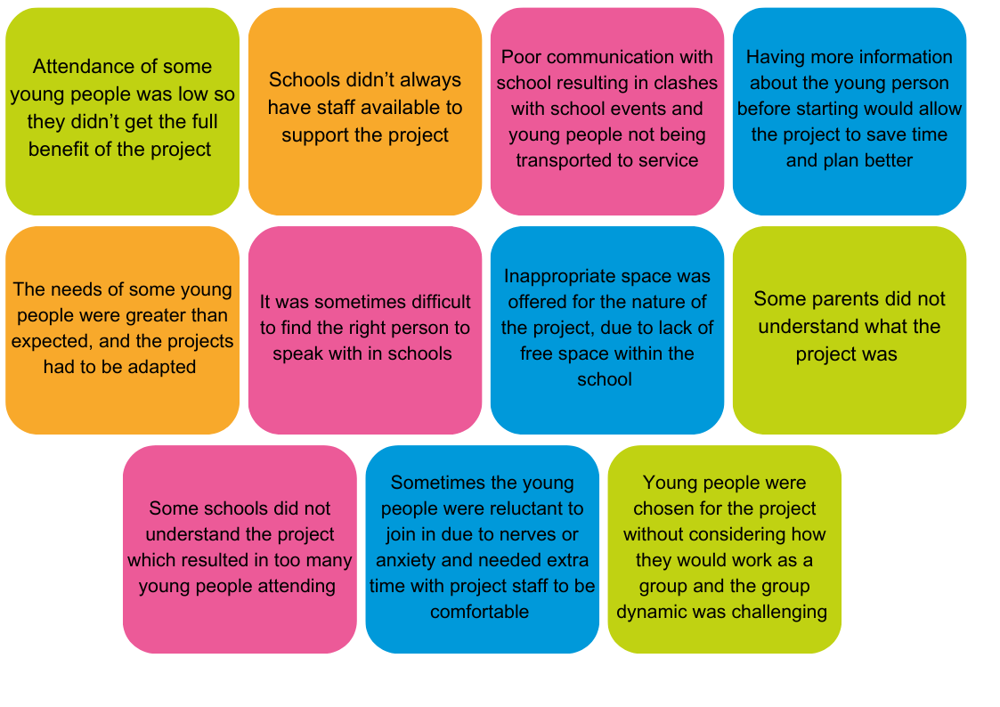 Attendance of some
young people was low so
they didn’t get the full
benefit of the project
Schools didn’t always
have staff available to
support the project
Poor communication with
school resulting in clashes
with school events and
young people not being
transported to service
Having more information
about the young person
before starting would allow
the project to save time
and plan better
The needs of some young
people were greater than
expected, and the projects
had to be adapted
It was sometimes difficult
to find the right person to
speak with in schools
Inappropriate space was
offered for the nature of
the project, due to lack of
free space within the
school
Some parents did not
understand what the
project was
Some schools did not
understand the project
which resulted in too many
young people attending
Sometimes the young
people were reluctant to
join in due to nerves or
anxiety and needed extra
time with project staff to be
comfortable
Young people were
chosen for the project
without considering how
they would work as a
group and the group
dynamic was challenging